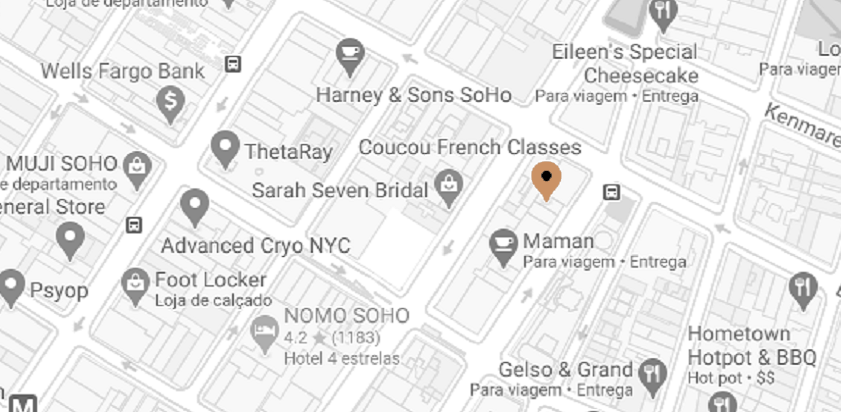 Loja de departamento
Eileen's Special
Cheesecake
Para viagem • Entrega
Lo
Para viagem
Wells Fargo Bank
Harney & Sons SoHo
Kenmare
ThetaRay
Coucou French Classes
MUJI SOHO
e departamento
eneral Store
Sarah Seven Bridal
Advanced Cryo NYC
Maman
Para viagem • Entrega
Psyop
Foot Locker
Loja de calçado
NOMO SOHO
4.2 ★ (1183)
Hotel 4 estrelas
Hometown
Hotpot & BBQ
Hot pot • $$
Gelso & Grand
Para viagem • Entrega
M